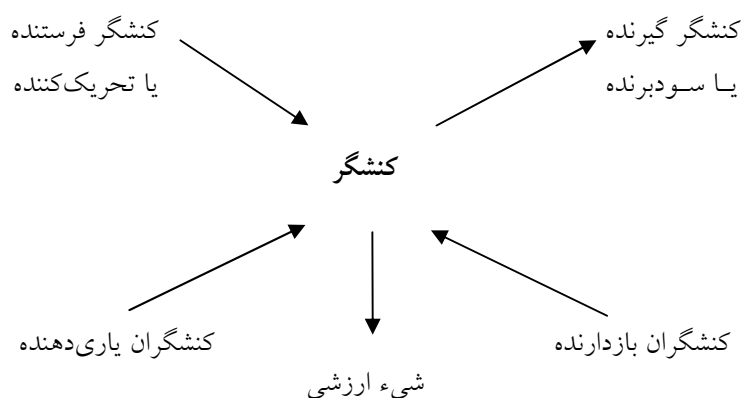 کنشگر گیرنده
یا سودبرنده
کنشگر فرستنده
یا تحریک‌کننده
کنشگر
کنشگران بازدارنده
کنشگران یاری‌دهنده
شیء ارزشی